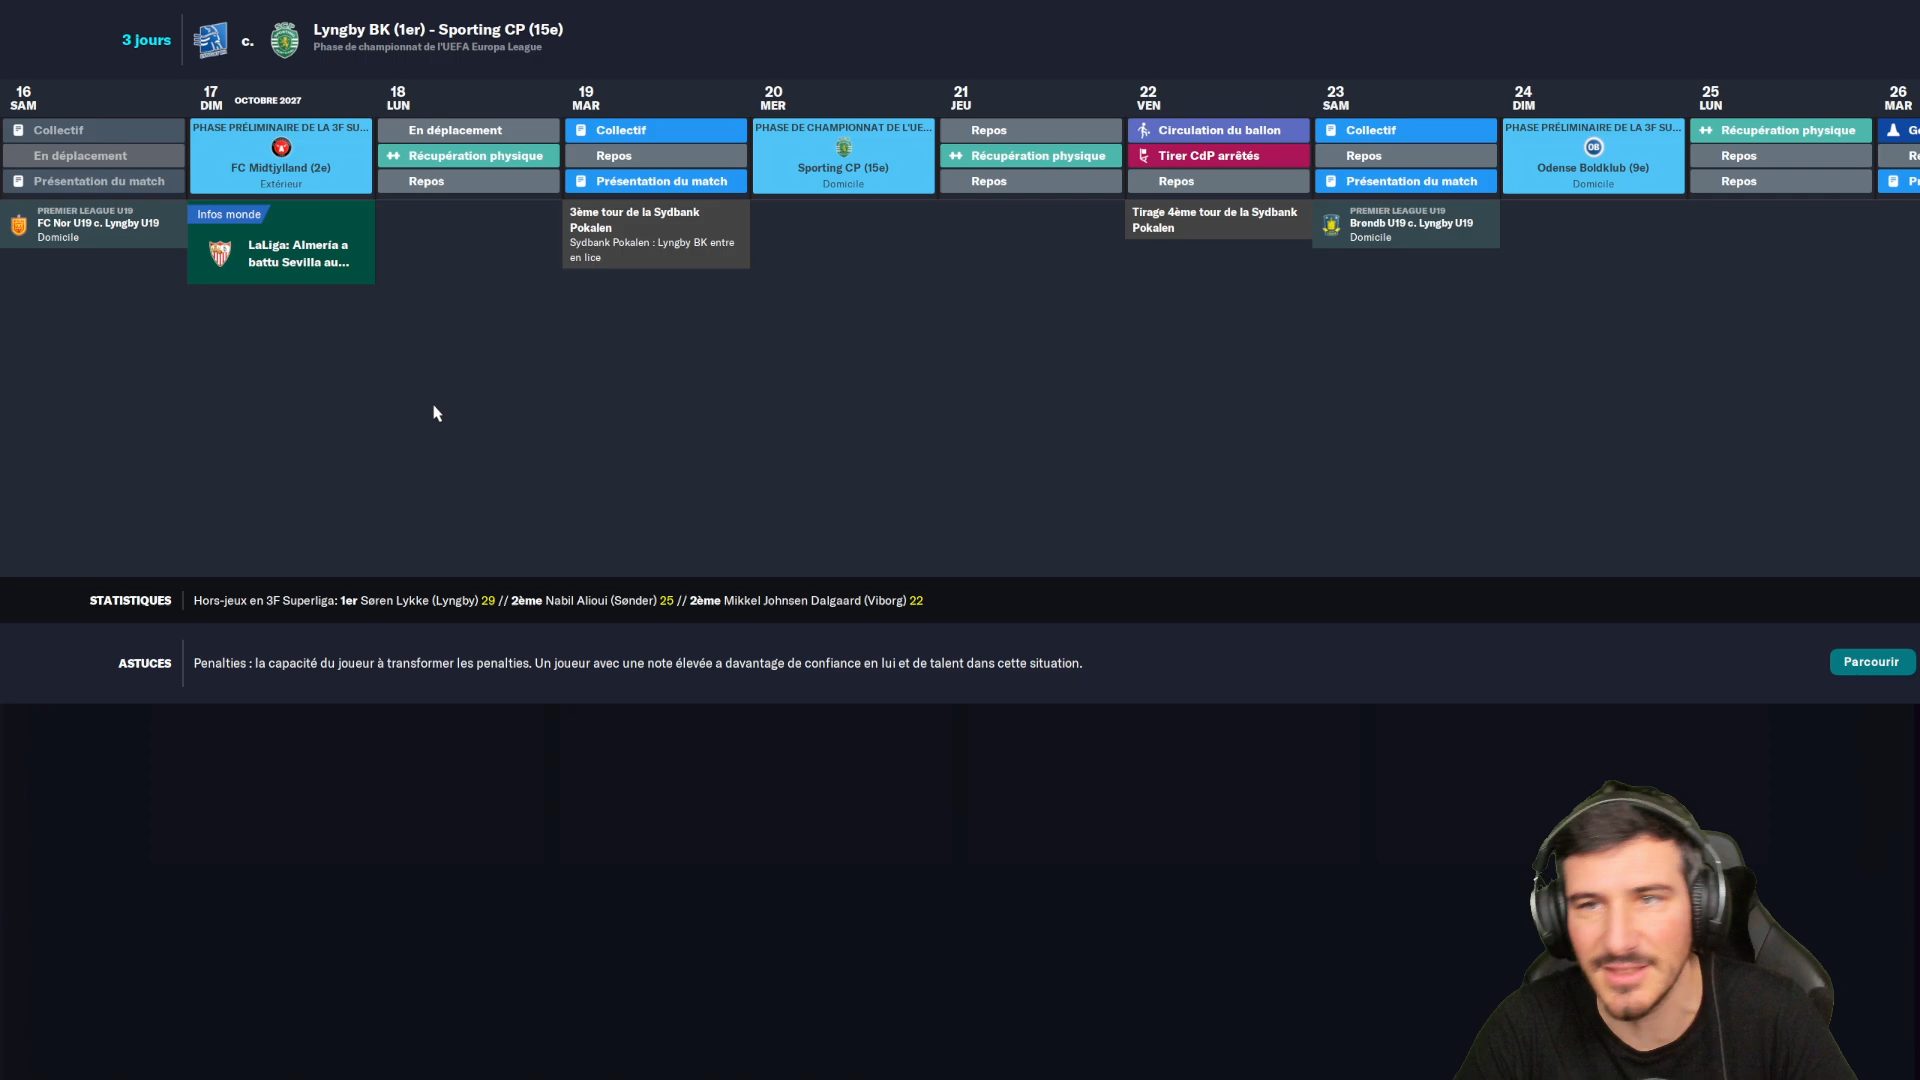 3 jours
c.
Lyngby BK (1er) - Sporting CP (15e)
Phase de championnat de l'UEFA Europa League
16
SAM
17
DIM
OCTOBRE 2027
18
LUN
19
MAR
20
MER
21
JEU
22
VEN
23
SAM
24
DIM
25
LUN
26
MAR
Collectif
En déplacement
Présentation du match
PHASE PRÉLIMINAIRE DE LA 3F SU...
FC Midtjylland (2e)
Extérieur
En déplacement
Récupération physique
Repos
Collectif
Repos
Présentation du match
PHASE DE CHAMPIONNAT DE L'UE...
Sporting CP (15e)
Domicile
Repos
Récupération physique
Repos
Circulation du ballon
Tirer CdP arrêtés
Repos
Collectif
Repos
Présentation du match
PHASE PRÉLIMINAIRE DE LA 3F SU...
OB
Odense Boldklub (9e)
Domicile
Récupération physique
Repos
Repos
PREMIER LEAGUE U19
FC Nor U19 c. Lyngby U19
Domicile
Infos monde
LaLiga: Almería a
battu Sevilla au...
3ème tour de la Sydbank
Pokalen
Sydbank Pokalen : Lyngby BK entre
en lice
Tirage 4ème tour de la Sydbank
Pokalen
PREMIER LEAGUE U19
Brondb U19 c. Lyngby U19
Domicile
STATISTIQUES
Hors-jeux en 3F Superliga: 1er Søren Lykke (Lyngby) 29 // 2ème Nabil Alioui (Sønder) 25 // 2ème Mikkel Johnsen Dalgaard (Viborg) 22
ASTUCES
Penalties : la capacité du joueur à transformer les penalties. Un joueur avec une note élevée a davantage de confiance en lui et de talent dans cette situation.
Parcourir